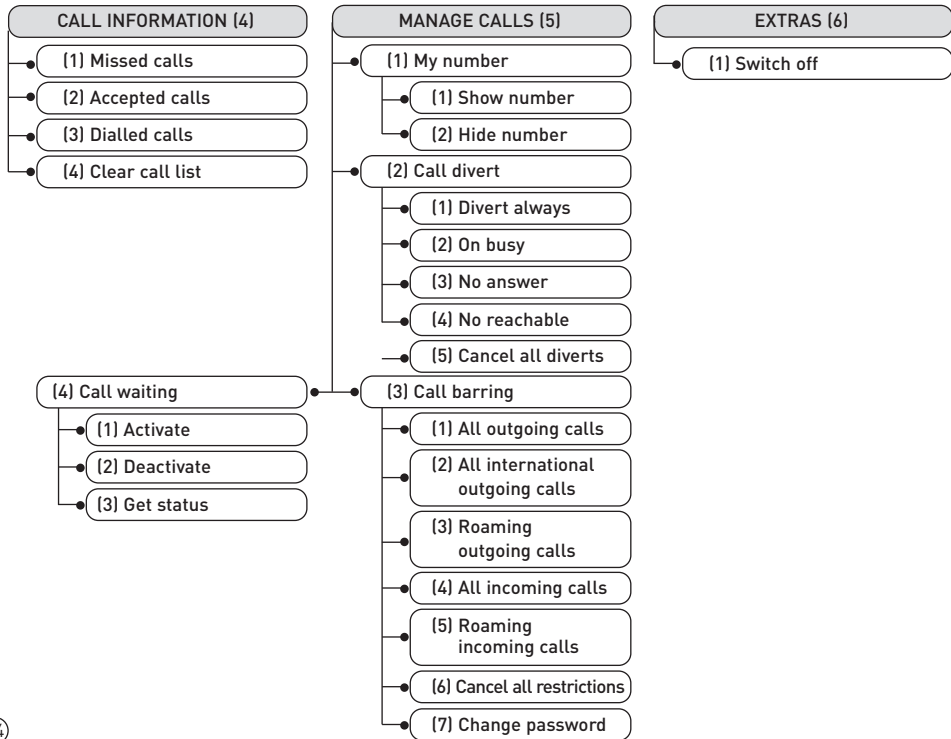 CALL INFORMATION (4)
(1) Missed calls
(2) Accepted calls
(3) Dialled calls
(4) Clear call list
MANAGE CALLS (5)
(1) My number
(1) Show number
(2) Hide number
(2) Call divert
(1) Divert always
(2) On busy
(3) No answer
(4) No reachable
(5) Cancel all diverts
(3) Call barring
(1) All outgoing calls
(2) All international
outgoing calls
(3) Roaming
outgoing calls
(4) All incoming calls
(5) Roaming
incoming calls
(6) Cancel all restrictions
(7) Change password
(4) Call waiting
(1) Activate
(2) Deactivate
(3) Get status
EXTRAS (6)
(1) Switch off